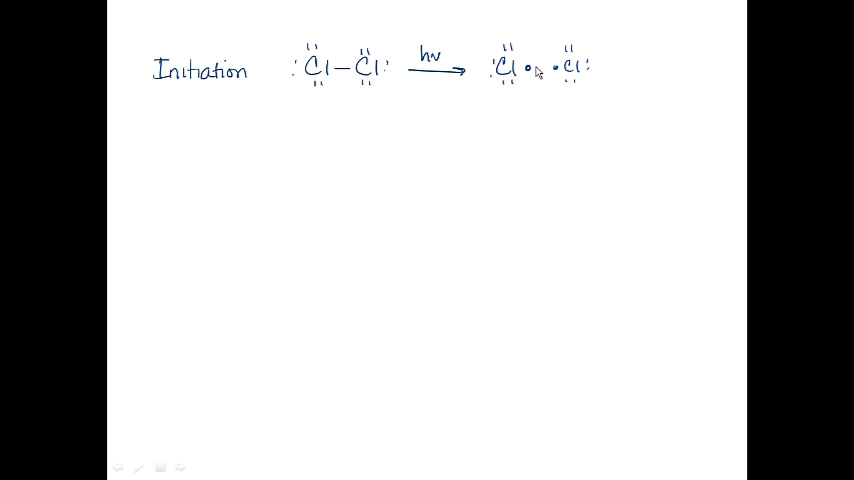 Initiation :Cl–Cl: hν → :Cl• •Cl: